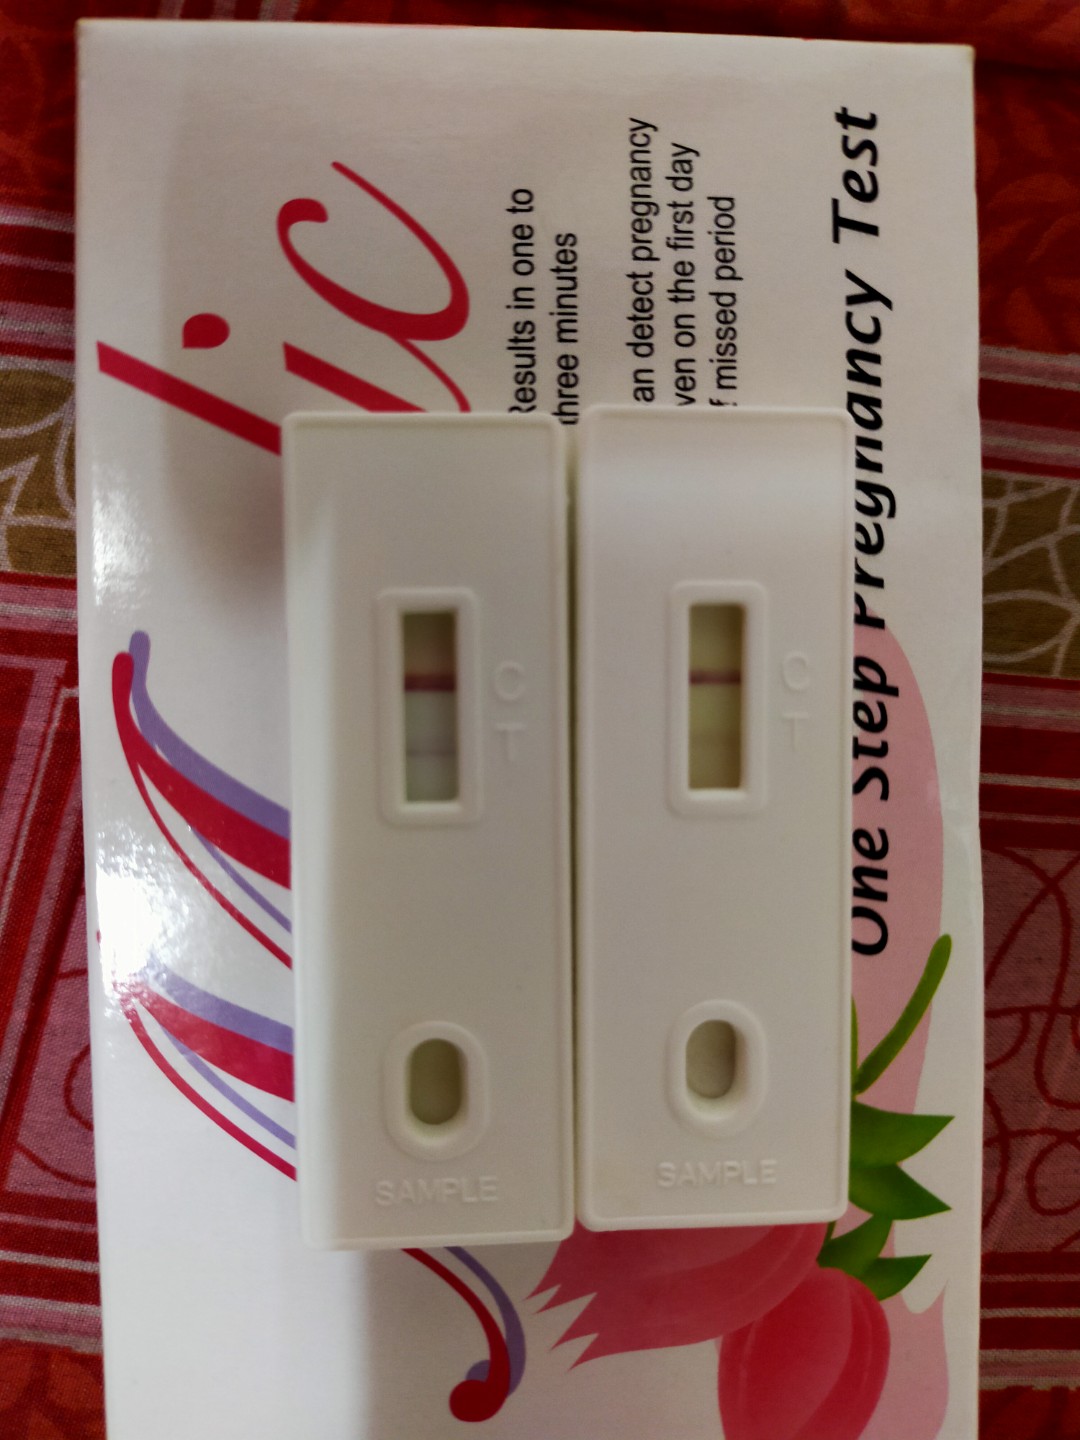 lic
Results in one to
three minutes
an detect pregnancy
ven on the first day
f missed period
One Step Pregnancy Test
C
T
SAMPLE
C
T
SAMPLE